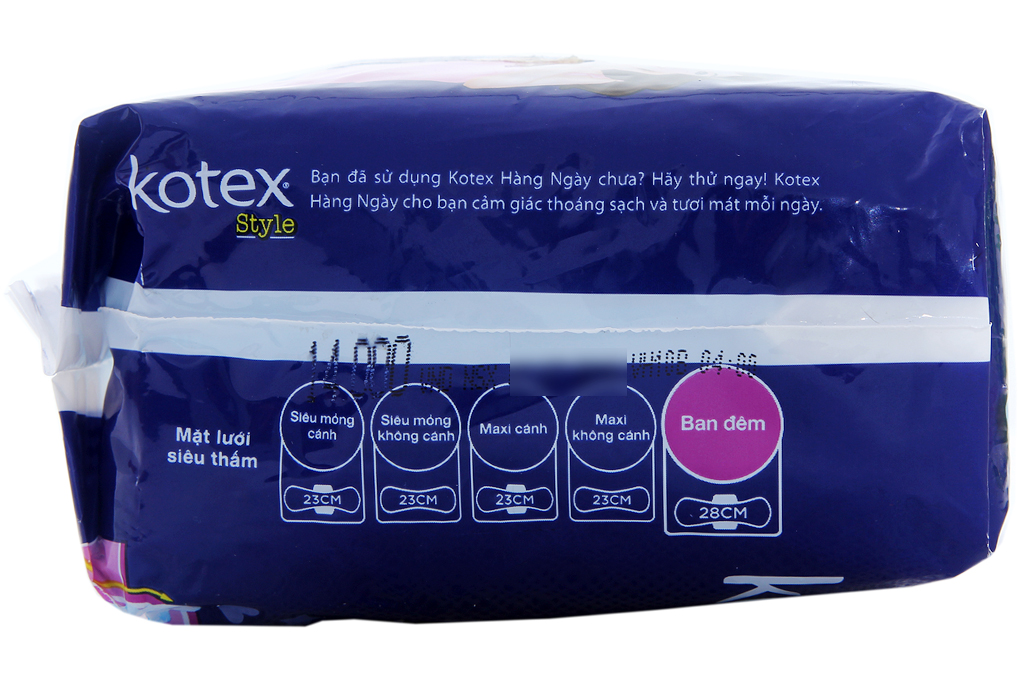 kotex
Style
Bạn đã sử dụng Kotex Hàng Ngày chưa? Hãy thử ngay! Kotex
Hàng Ngày cho bạn cảm giác thoáng sạch và tươi mát mỗi ngày.
14,000
Mặt lưới
siêu thấm
Siêu mỏng
cánh
23CM
Siêu mỏng
không cánh
23CM
Maxi cánh
23CM
Maxi
không cánh
23CM
Ban đêm
28CM
K